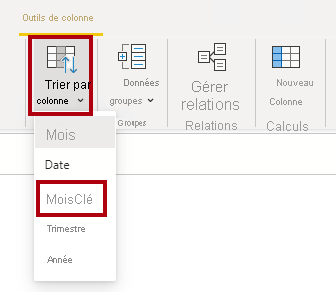 Outils de colonne
Trier par
colonne
Données
groupes
Groupes
Gérer
relations
Relations
Nouveau
Colonne
Calculs
Mois
Date
MoisClé
Trimestre
Année